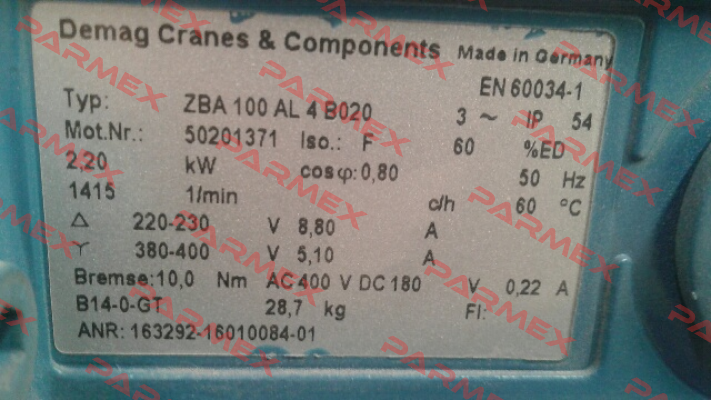 Demag Cranes & Components Made in Germany
EN 60034-1
Typ: ZBA 100 AL 4 B020 3 ~ IP 54
Mot.Nr.: 50201371 Iso.: F 60 %ED
2,20 kW cosφ: 0,80 50 Hz
1415 1/min c/h 60 °C
Δ 220-230 V 8,80 A
Y 380-400 V 5,10 A
Bremse: 10,0 Nm AC 400 V DC 180 V 0,22 A
B14-0-GT 28,7 kg FI:
ANR: 163292-16010084-01
PARMEX